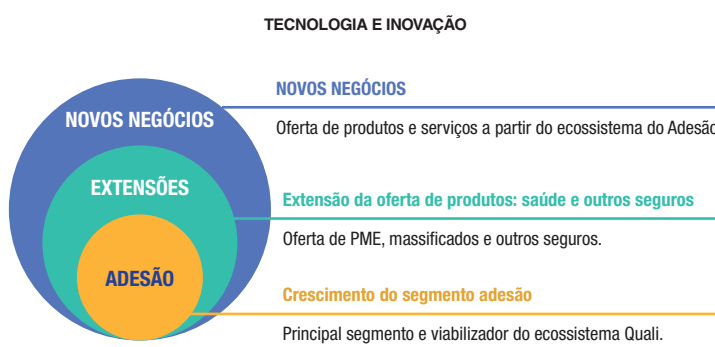 TECNOLOGIA E INOVAÇÃO
NOVOS NEGÓCIOS
NOVOS NEGÓCIOS
Oferta de produtos e serviços a partir do ecossistema do Adesão
EXTENSÕES
Extensão da oferta de produtos: saúde e outros seguros
Oferta de PME, massificados e outros seguros.
ADESÃO
Crescimento do segmento adesão
Principal segmento e viabilizador do ecossistema Quali.